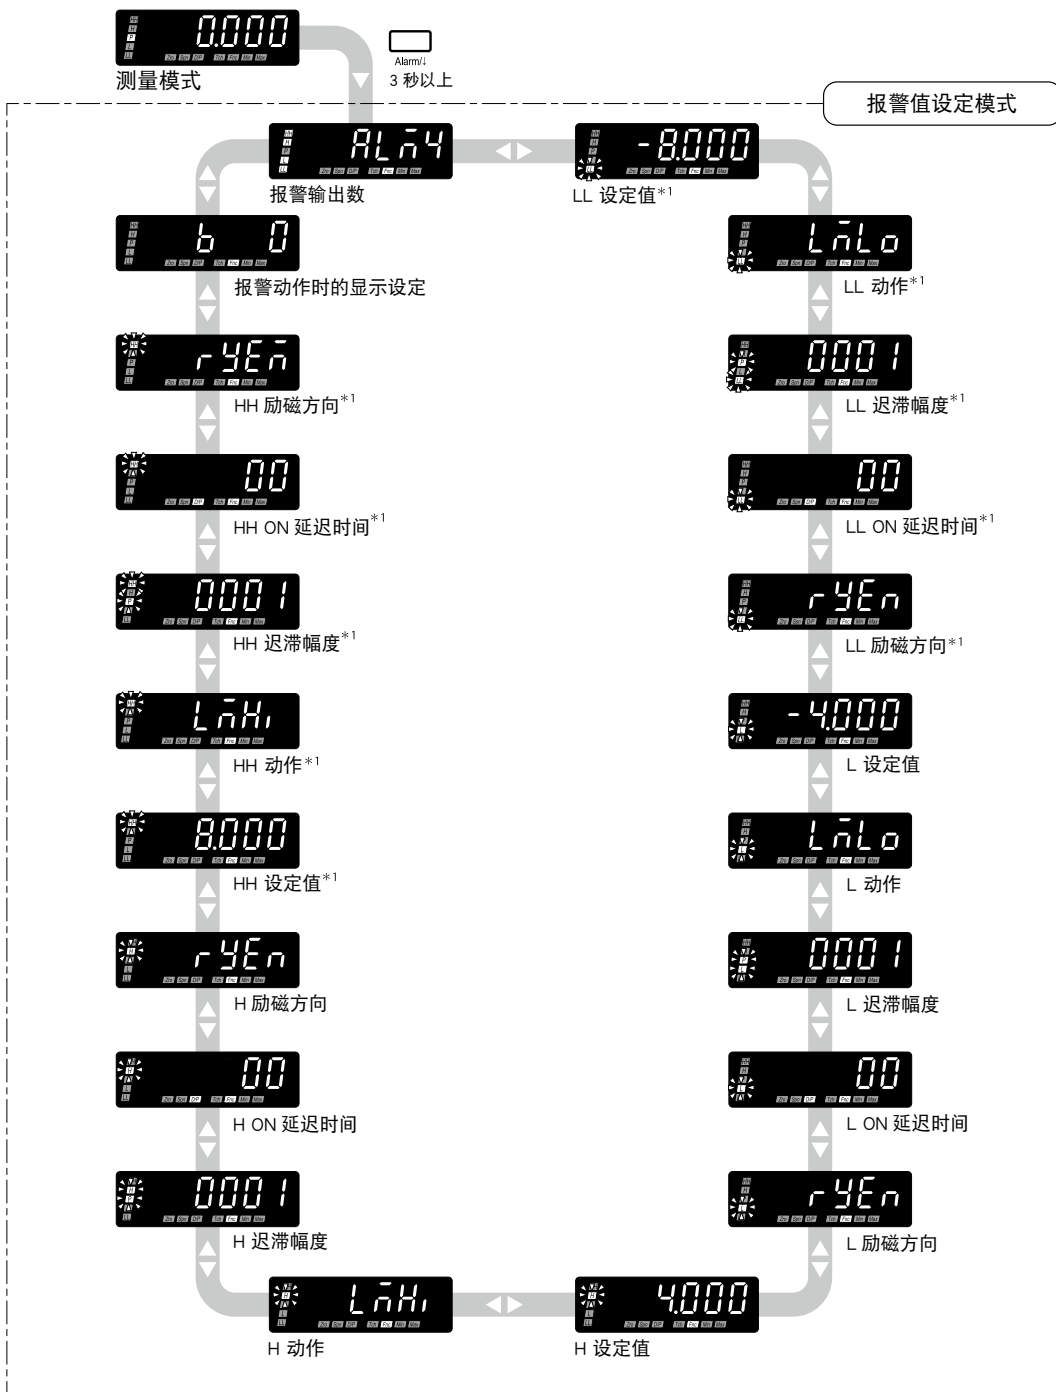 0.000
测量模式
Alarm/↓
3 秒以上
报警值设定模式
ALM4
报警输出数
-8.000
LL 设定值*1
b 0
报警动作时的显示设定
LMLo
LL 动作*1
rYEM
HH 励磁方向*1
0001
LL 迟滞幅度*1
00
HH ON 延迟时间*1
00
LL ON 延迟时间*1
0001
HH 迟滞幅度*1
rYEn
LL 励磁方向*1
LMHi
HH 动作*1
-4.000
L 设定值
8.000
HH 设定值*1
LMLo
L 动作
rYEn
H 励磁方向
0001
L 迟滞幅度
00
H ON 延迟时间
00
L ON 延迟时间
0001
H 迟滞幅度
rYEn
L 励磁方向
LMHi
H 动作
4.000
H 设定值